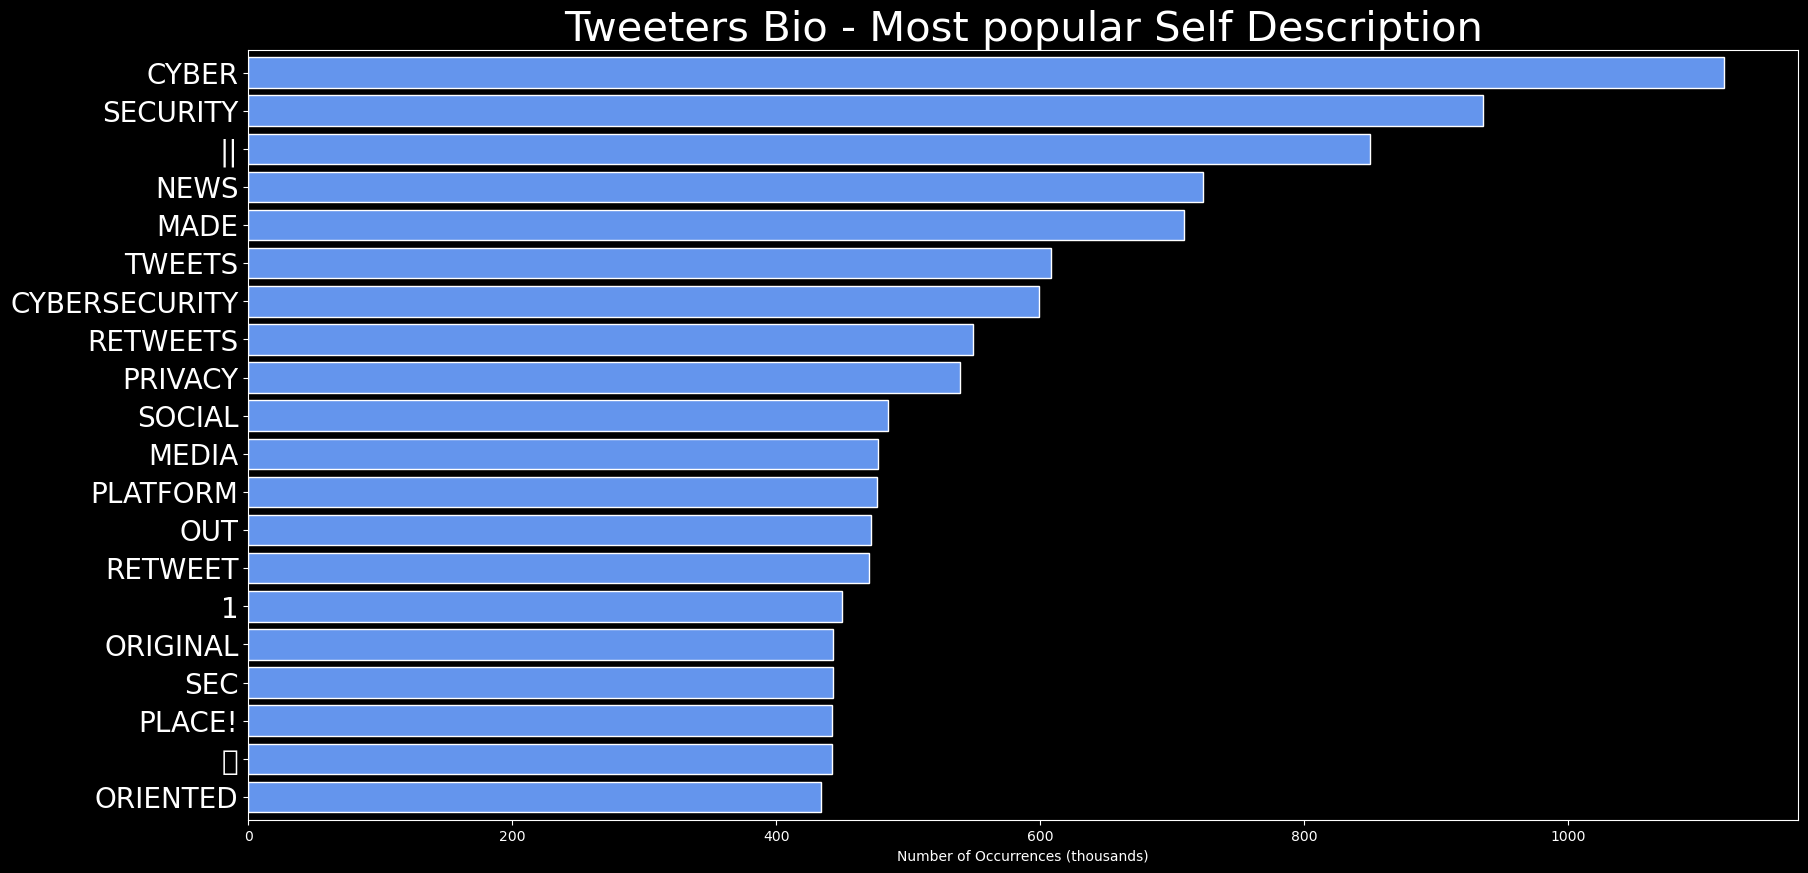 Tweeters Bio - Most popular Self Description
CYBER
SECURITY
||
NEWS
MADE
TWEETS
CYBERSECURITY
RETWEETS
PRIVACY
SOCIAL
MEDIA
PLATFORM
OUT
RETWEET
1
ORIGINAL
SEC
PLACE!
ORIENTED
0 200 400 600 800 1000
Number of Occurrences (thousands)